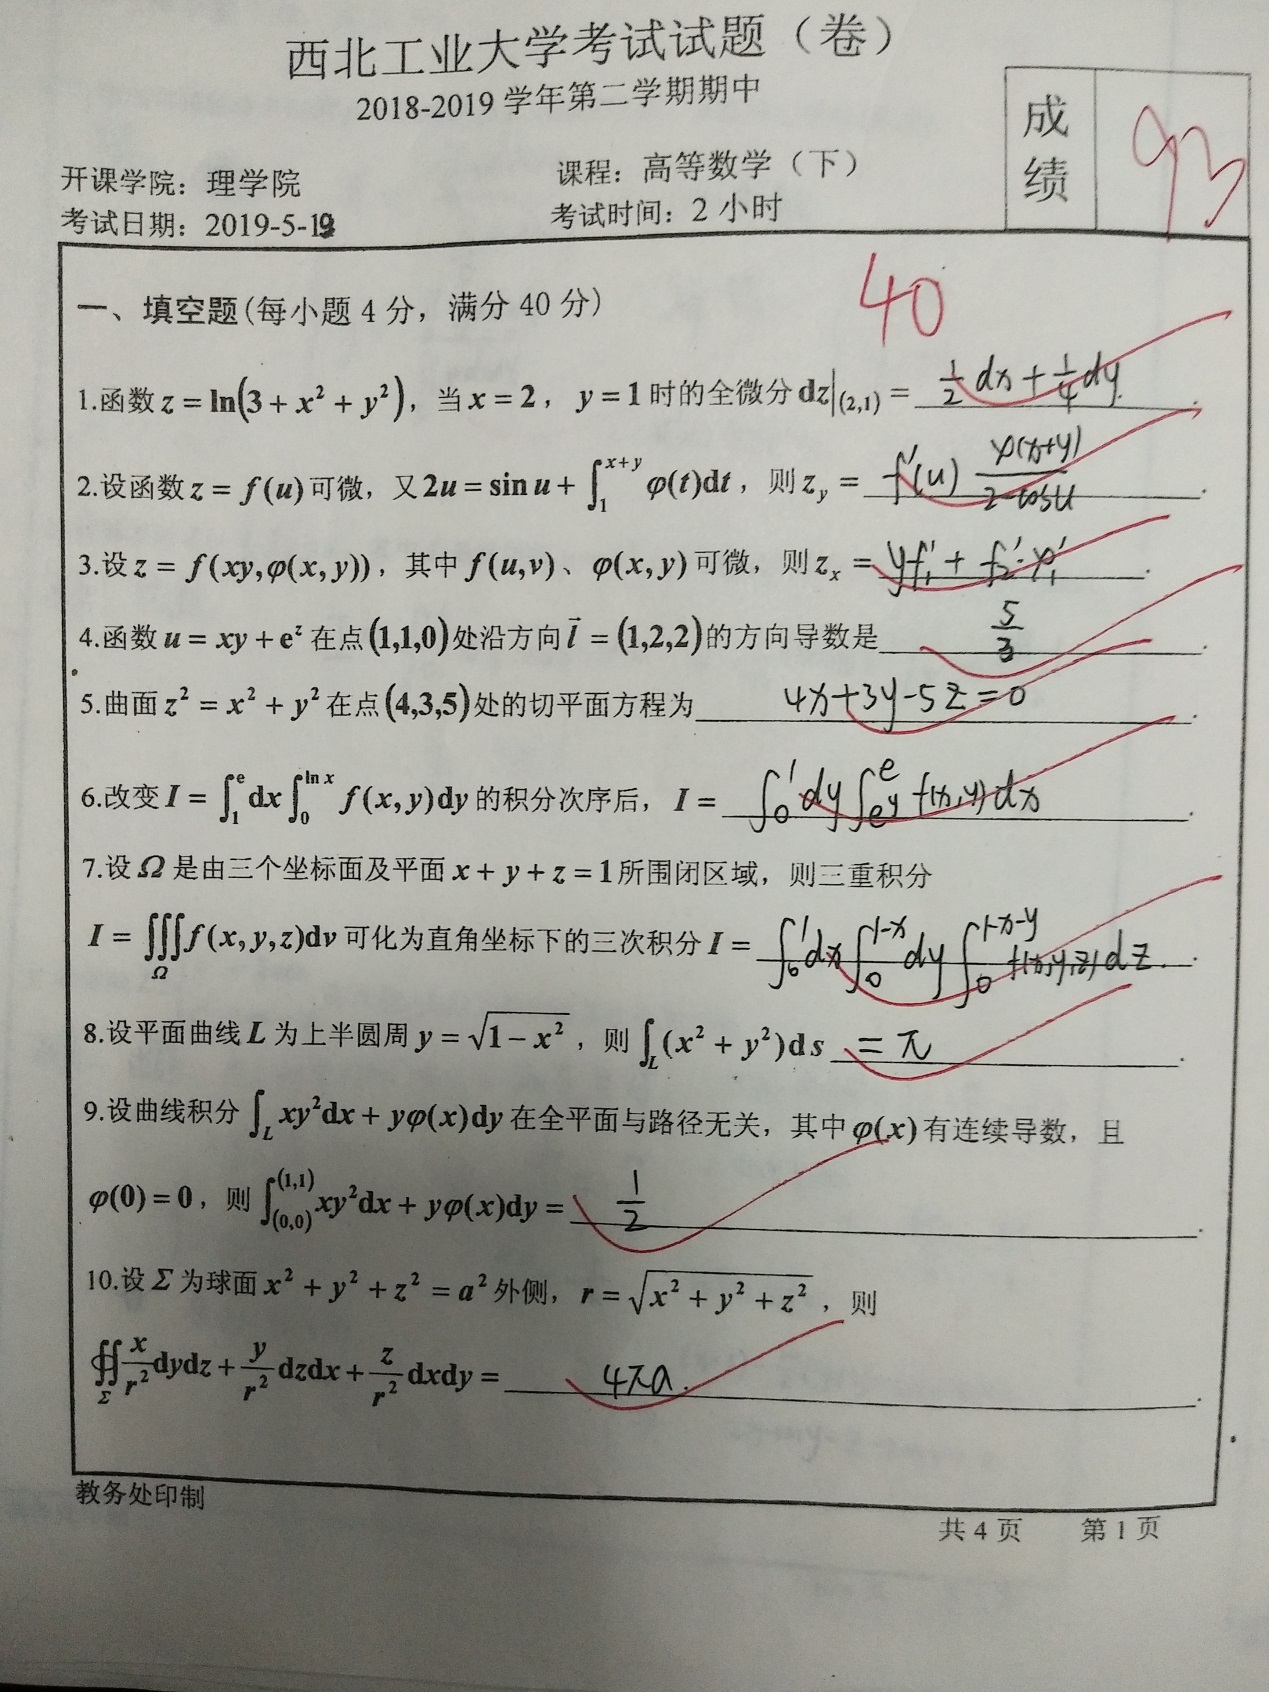 西北工业大学考试试题（卷）
2018-2019 学年第二学期期中
成绩
93
开课学院：理学院
课程：高等数学（下）
考试日期：2019-5-19
考试时间：2 小时
40
一、填空题(每小题 4 分，满分 40 分)
1.函数 z = ln(3 + x² + y²)，当 x = 2，y = 1 时的全微分 dz|(2,1) = 1/2 dx + 1/4 dy.
2.设函数 z = f(u) 可微，又 2u = sin u + ∫₁^(x+y) φ(t)dt，则 z_y = f'(u) φ(x+y)/(2-cosu).
3.设 z = f(xy,φ(x,y))，其中 f(u,v)、φ(x,y) 可微，则 z_x = yf₁' + f₂'·φ₁'.
4.函数 u = xy + e^z 在点 (1,1,0) 处沿方向 l⃗ = (1,2,2) 的方向导数是 5/3.
5.曲面 z² = x² + y² 在点 (4,3,5) 处的切平面方程为 4x+3y-5z=0.
6.改变 I = ∫₁^e dx ∫₀^(ln x) f(x,y)dy 的积分次序后，I = ∫₀^1 dy ∫_(e^y)^e f(x,y)dx.
7.设 Ω 是由三个坐标面及平面 x + y + z = 1 所围闭区域，则三重积分
I = ∭_Ω f(x,y,z)dv 可化为直角坐标下的三次积分 I = ∫₀^1 dx ∫₀^(1-x) dy ∫₀^(1-x-y) f(x,y,z)dz.
8.设平面曲线 L 为上半圆周 y = √(1-x²)，则 ∫_L (x² + y²)ds = π.
9.设曲线积分 ∫_L xy²dx + yφ(x)dy 在全平面与路径无关，其中 φ(x) 有连续导数，且
φ(0) = 0，则 ∫_(0,0)^(1,1) xy²dx + yφ(x)dy = 1/2.
10.设 Σ 为球面 x² + y² + z² = a² 外侧，r = √(x² + y² + z²)，则
∯_Σ x/r² dydz + y/r² dzdx + z/r² dxdy = 4πa.
教务处印制
共 4 页 第 1 页